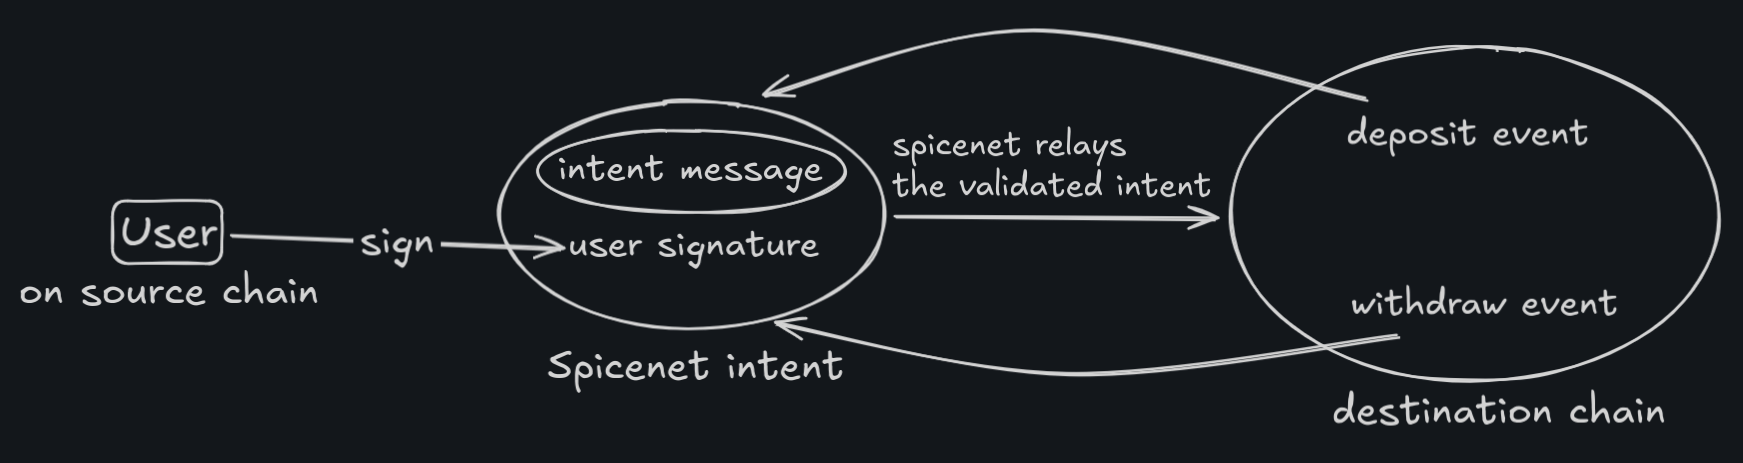 User
on source chain
sign
intent message
user signature
Spicenet intent
spicenet relays
the validated intent
deposit event
withdraw event
destination chain